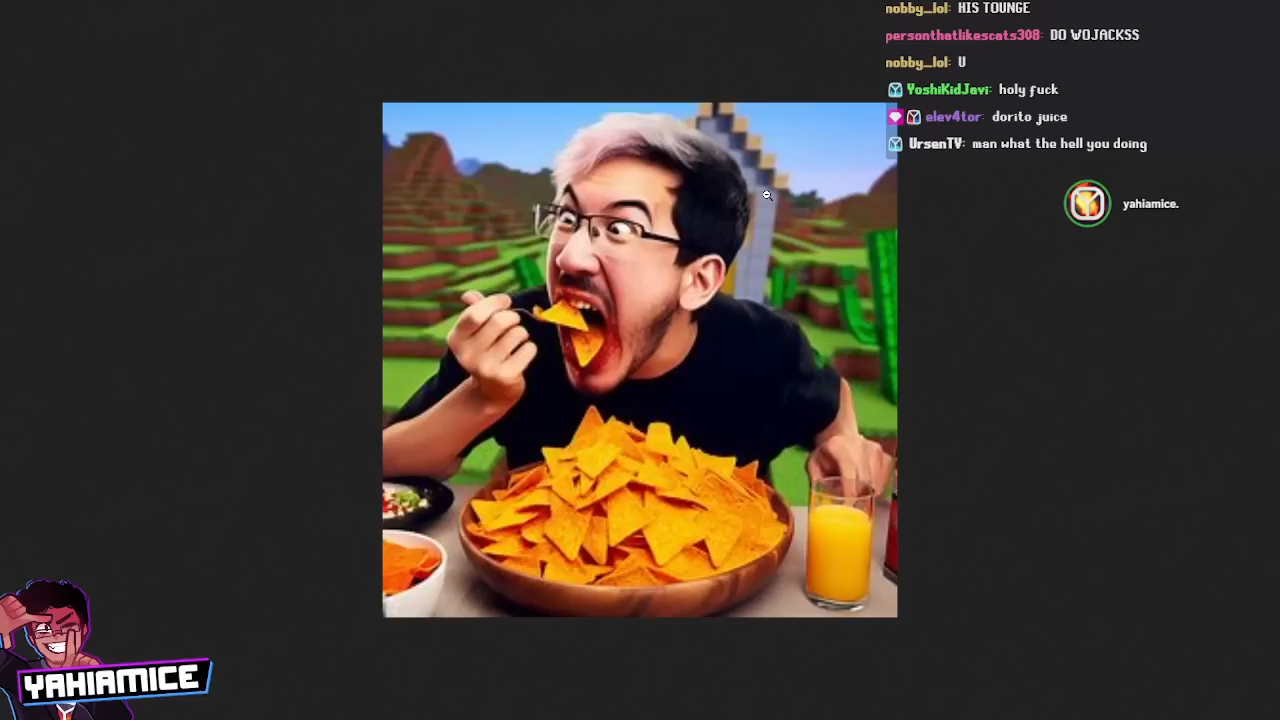 nobby_lol: HIS TOUNGE
personthatlikescats308: DO WOJACKSS
nobby_lol: U
YoshiKidJavi: holy fuck
elev4tor: dorito juice
UrsenTV: man what the hell you doing
yahiamice.
YAHIAMICE